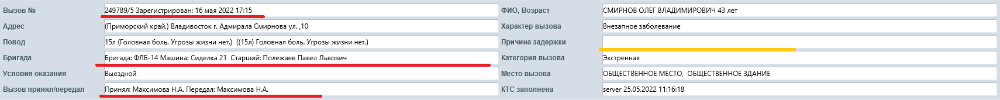 Вызов № 249789/5 Зарегистрирован: 16 мая 2022 17:15 ФИО, Возраст СМИРНОВ ОЛЕГ ВЛАДИМИРОВИЧ 43 лет
Адрес (Приморский край.) Владивосток г. Адмирала Смирнова ул. ,10 Характер вызова Внезапное заболевание
Повод 15л (Головная боль. Угрозы жизни нет.) ((15л) Головная боль. Угрозы жизни нет.) Причина задержки
Бригада Бригада: ФЛБ-14 Машина: Сиделка 21 Старший: Полежаев Павел Львович Категория вызова Экстренная
Условия оказания Выездной Место вызова ОБЩЕСТВЕННОЕ МЕСТО, ОБЩЕСТВЕННОЕ ЗДАНИЕ
Вызов принял/передал Принял: Максимова Н.А. Передал: Максимова Н.А. КТС заполнена server 25.05.2022 11:16:18